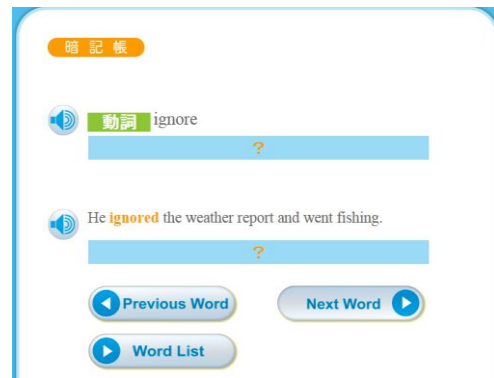 暗記帳
動詞 ignore
?
He ignored the weather report and went fishing.
?
Previous Word Next Word
Word List